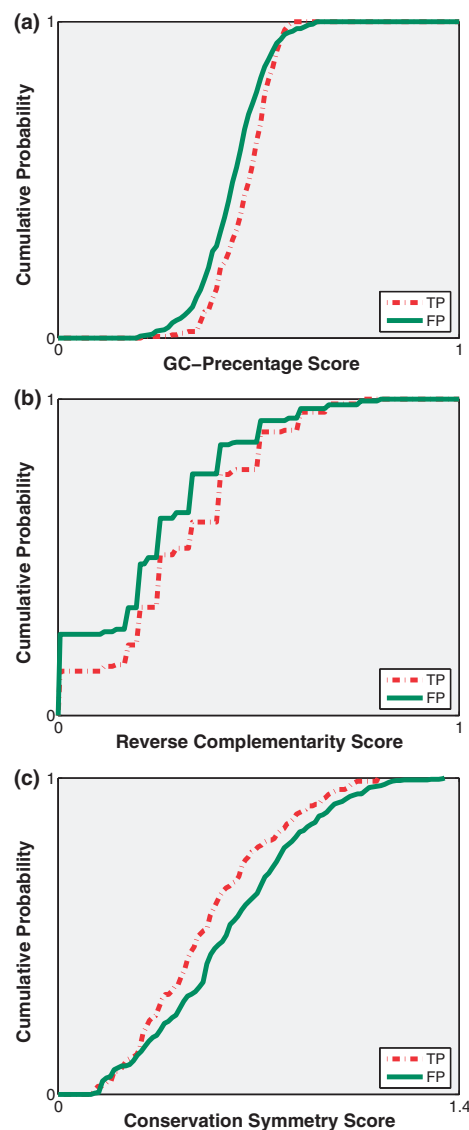 (a)
1
Cumulative Probability
TP
FP
0
0
1
GC–Precentage Score
(b)
1
Cumulative Probability
TP
FP
0
0
1
Reverse Complementarity Score
(c)
1
Cumulative Probability
TP
FP
0
0
1.4
Conservation Symmetry Score